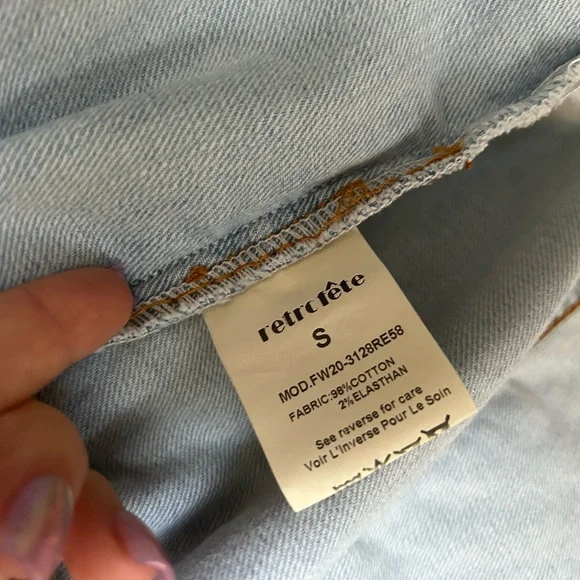 retrofête
S
MOD.FW20-3128RE58
FABRIC:98%COTTON
2%ELASTHAN
See reverse for care
Voir L'Inverse Pour Le Soin